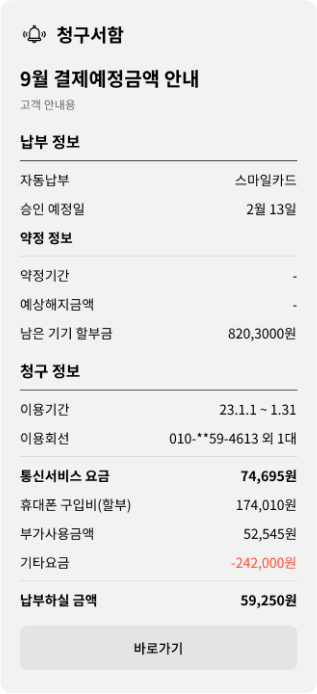 청구서함
9월 결제예정금액 안내
고객 안내용
납부 정보
자동납부 스마일카드
승인 예정일 2월 13일
약정 정보
약정기간 -
예상해지금액 -
남은 기기 할부금 820,3000원
청구 정보
이용기간 23.1.1 ~ 1.31
이용회선 010-**59-4613 외 1대
통신서비스 요금 74,695원
휴대폰 구입비(할부) 174,010원
부가사용금액 52,545원
기타요금 -242,000원
납부하실 금액 59,250원
바로가기